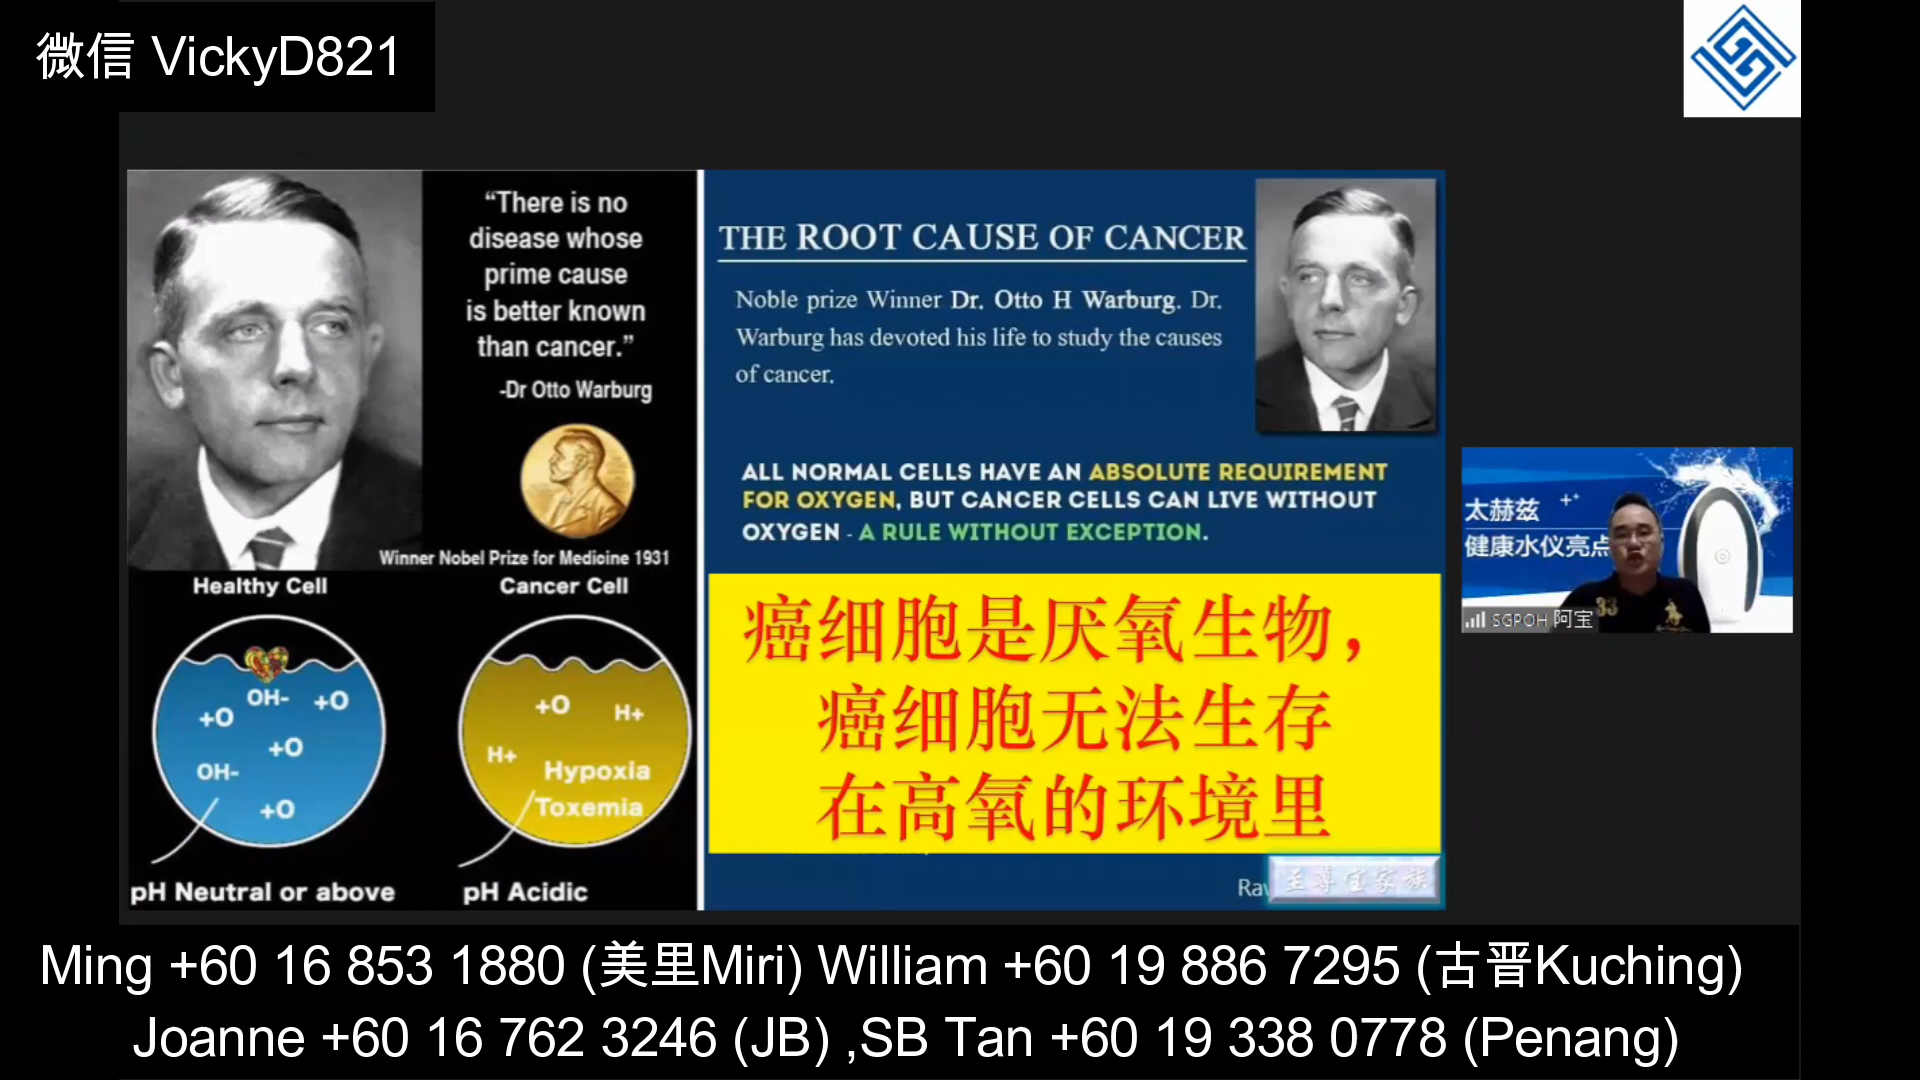 微信 VickyD821
“There is no
disease whose
prime cause
is better known
than cancer.”
-Dr Otto Warburg
Winner Nobel Prize for Medicine 1931
Healthy Cell
Cancer Cell
OH-
+O
+O
+O
OH-
+O
+O
H+
H+
Hypoxia
Toxemia
pH Neutral or above
pH Acidic
THE ROOT CAUSE OF CANCER
Noble prize Winner Dr. Otto H Warburg. Dr.
Warburg has devoted his life to study the causes
of cancer.
ALL NORMAL CELLS HAVE AN ABSOLUTE REQUIREMENT
FOR OXYGEN, BUT CANCER CELLS CAN LIVE WITHOUT
OXYGEN - A RULE WITHOUT EXCEPTION.
癌细胞是厌氧生物，
癌细胞无法生存
在高氧的环境里
至尊宝家族
太赫兹
健康水仪亮点
SGPOH 阿宝
33
Ming +60 16 853 1880 (美里Miri) William +60 19 886 7295 (古晋Kuching)
Joanne +60 16 762 3246 (JB) ,SB Tan +60 19 338 0778 (Penang)